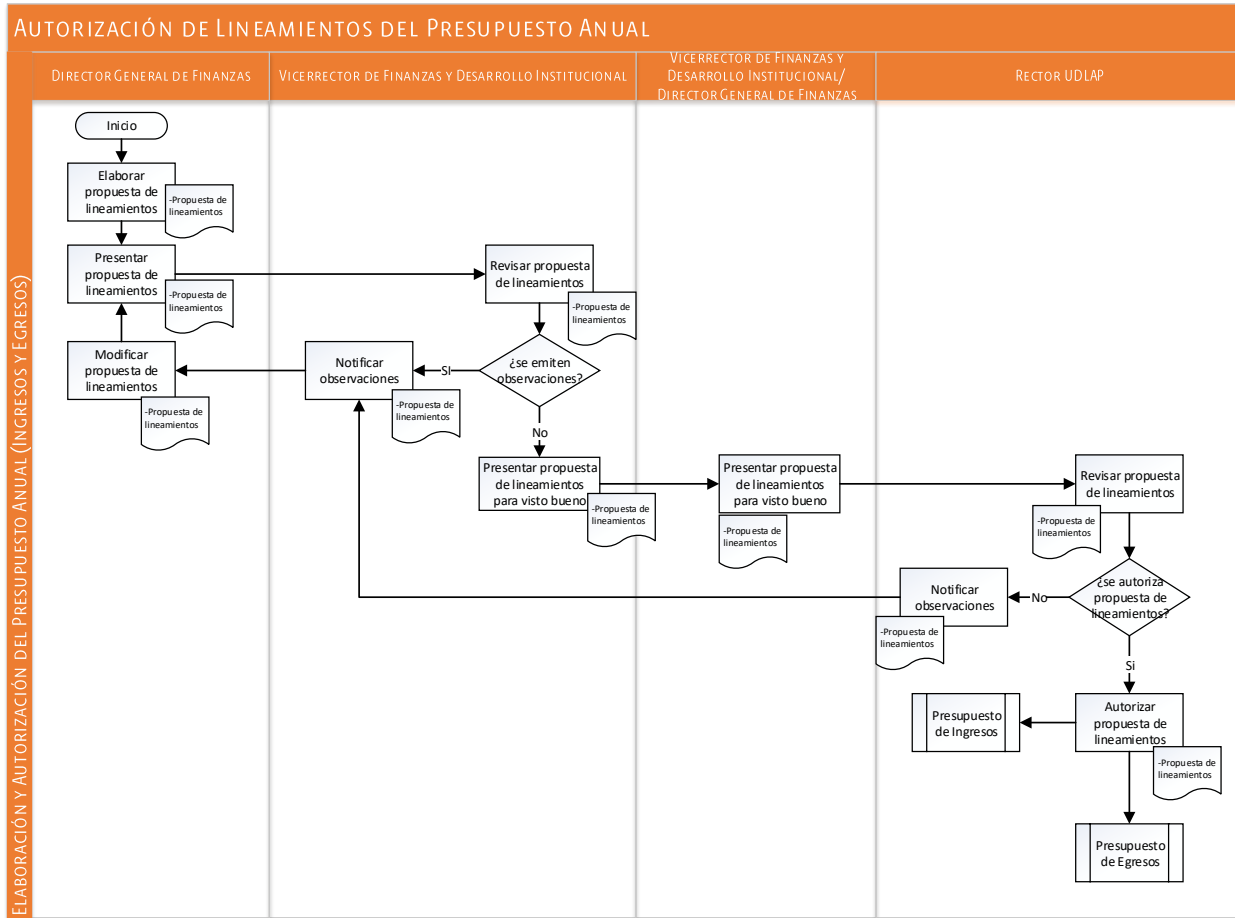 AUTORIZACIÓN DE LINEAMIENTOS DEL PRESUPUESTO ANUAL
ELABORACIÓN Y AUTORIZACIÓN DEL PRESUPUESTO ANUAL (INGRESOS Y EGRESOS)
DIRECTOR GENERAL DE FINANZAS
VICERRECTOR DE FINANZAS Y DESARROLLO INSTITUCIONAL
VICERRECTOR DE FINANZAS Y
DESARROLLO INSTITUCIONAL/
DIRECTOR GENERAL DE FINANZAS
RECTOR UDLAP
Inicio
Elaborar
propuesta de
lineamientos
-Propuesta de
lineamientos
Presentar
propuesta de
lineamientos
-Propuesta de
lineamientos
Revisar propuesta
de lineamientos
-Propuesta de
lineamientos
Modificar
propuesta de
lineamientos
-Propuesta de
lineamientos
Notificar
observaciones
-Propuesta de
lineamientos
SI
¿se emiten
observaciones?
No
Presentar propuesta
de lineamientos
para visto bueno
-Propuesta de
lineamientos
Presentar propuesta
de lineamientos
para visto bueno
-Propuesta de
lineamientos
Revisar propuesta
de lineamientos
-Propuesta de
lineamientos
Notificar
observaciones
-Propuesta de
lineamientos
No
¿se autoriza
propuesta de
lineamientos?
Si
Presupuesto
de Ingresos
Autorizar
propuesta de
lineamientos
-Propuesta de
lineamientos
Presupuesto
de Egresos